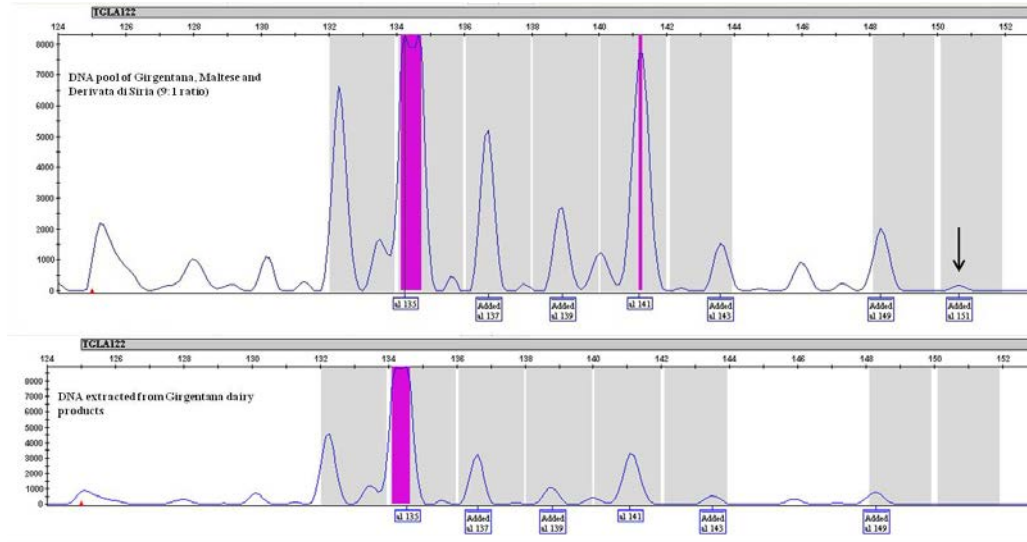 TGLA122
124 126 128 130 132 134 136 138 140 142 144 146 148 150 152
8000
7000
6000
5000
4000
3000
2000
1000
0
DNA pool of Girgentana, Maltese and
Derivata di Siria (9:1 ratio)
al 135
Added
al 137
Added
al 139
al 141
Added
al 143
Added
al 149
Added
al 151
TGLA122
124 126 128 130 132 134 136 138 140 142 144 146 148 150 152
8000
7000
6000
5000
4000
3000
2000
1000
0
DNA extracted from Girgentana dairy
products
al 135
Added
al 137
Added
al 139
al 141
Added
al 143
Added
al 149